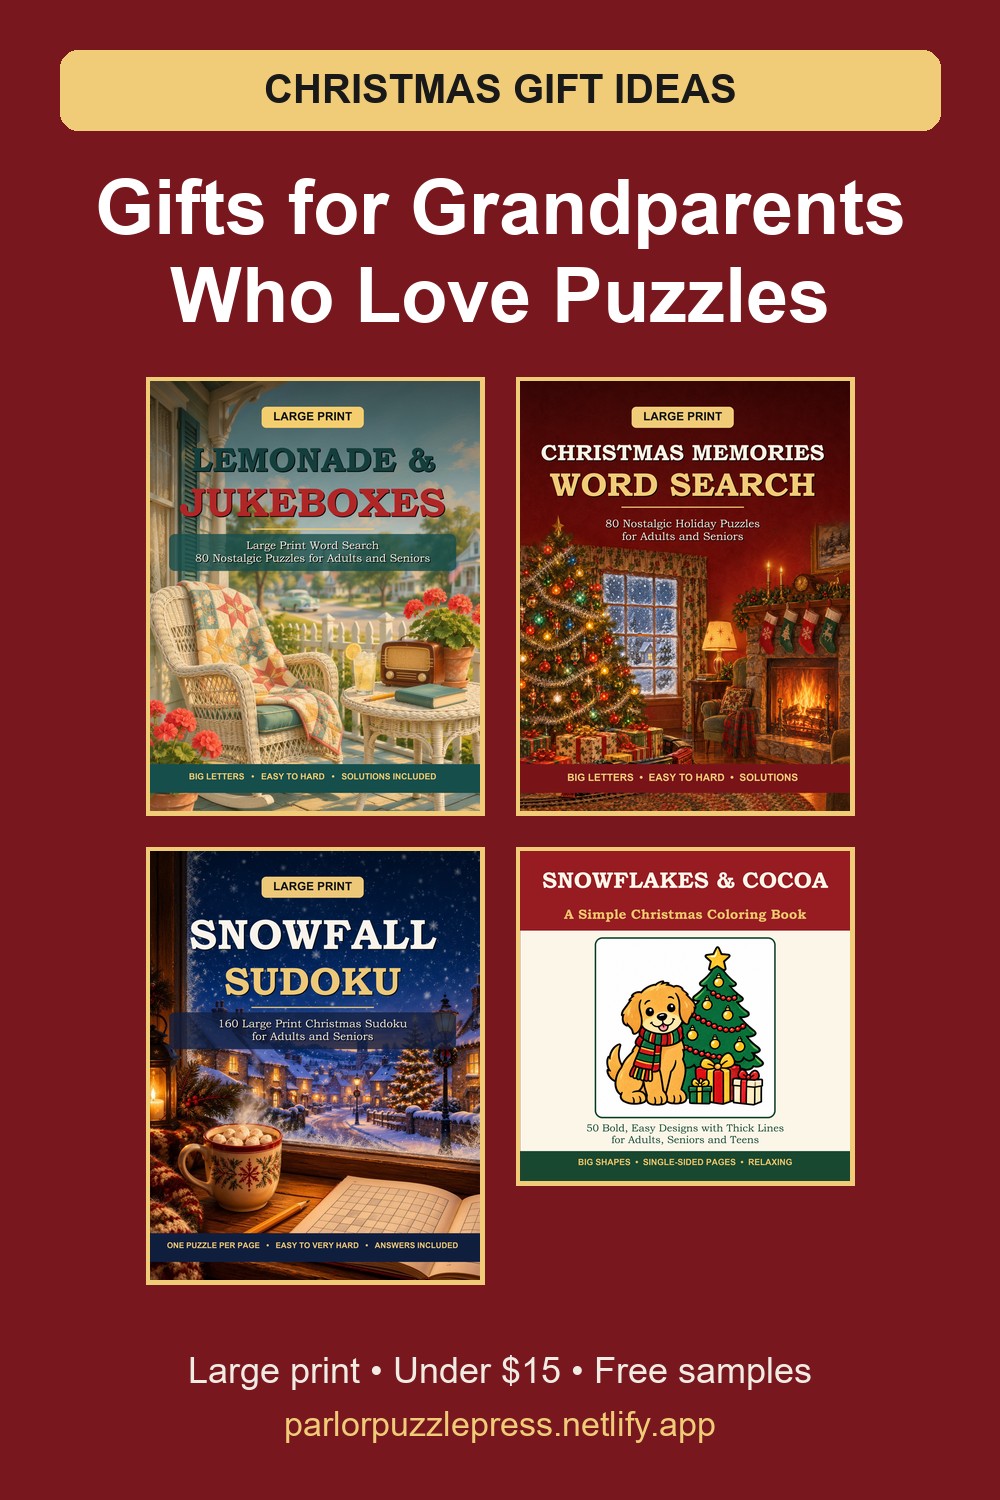 CHRISTMAS GIFT IDEAS
Gifts for Grandparents
Who Love Puzzles
LARGE PRINT
LEMONADE &
JUKEBOXES
Large Print Word Search
80 Nostalgic Puzzles for Adults and Seniors
BIG LETTERS • EASY TO HARD • SOLUTIONS INCLUDED
LARGE PRINT
CHRISTMAS MEMORIES
WORD SEARCH
80 Nostalgic Holiday Puzzles
for Adults and Seniors
BIG LETTERS • EASY TO HARD • SOLUTIONS
LARGE PRINT
SNOWFALL
SUDOKU
160 Large Print Christmas Sudoku
for Adults and Seniors
ONE PUZZLE PER PAGE • EASY TO VERY HARD • ANSWERS INCLUDED
SNOWFLAKES & COCOA
A Simple Christmas Coloring Book
50 Bold, Easy Designs with Thick Lines
for Adults, Seniors and Teens
BIG SHAPES • SINGLE-SIDED PAGES • RELAXING
Large print • Under $15 • Free samples
parlorpuzzlepress.netlify.app